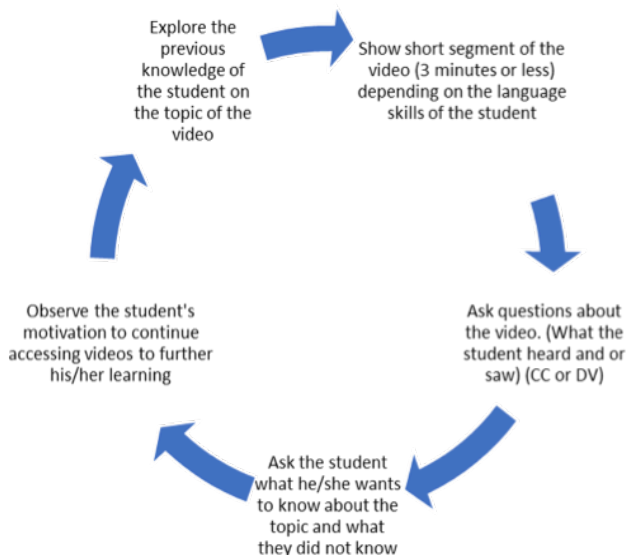 Explore the
previous
knowledge of
the student on
the topic of the
video
Show short segment of the
video (3 minutes or less)
depending on the language
skills of the student
Ask questions about
the video. (What the
student heard and or
saw) (CC or DV)
Ask the student
what he/she wants
to know about the
topic and what
they did not know
Observe the student's
motivation to continue
accessing videos to further
his/her learning